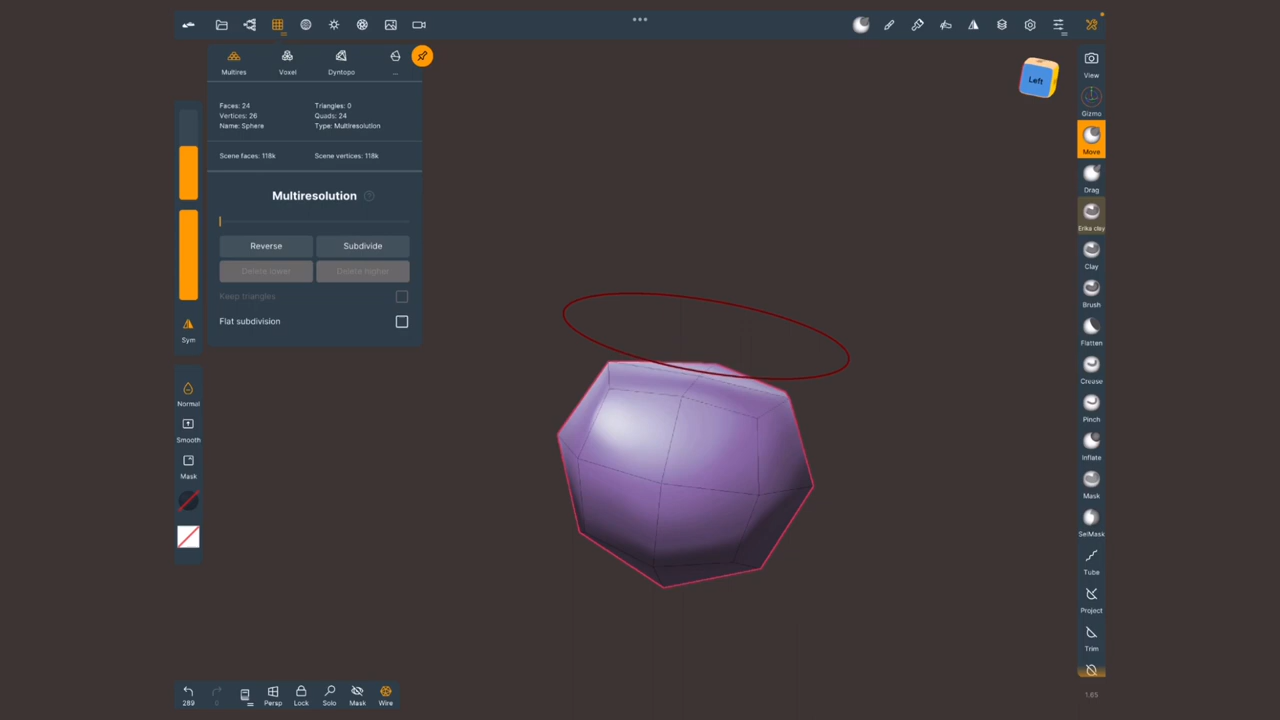 Multires Voxel Dyntopo ...
Faces: 24 Triangles: 0
Vertices: 26 Quads: 24
Name: Sphere Type: Multiresolution
Scene faces: 118k Scene vertices: 118k
Multiresolution ?
Reverse Subdivide
Delete lower Delete higher
Keep triangles
Flat subdivision
Sym
Normal
Smooth
Mask
289 0 Persp Lock Solo Mask Wire
Left
View
Gizmo
Move
Drag
Erika clay
Clay
Brush
Flatten
Crease
Pinch
Inflate
Mask
SelMask
Tube
Project
Trim
1.85